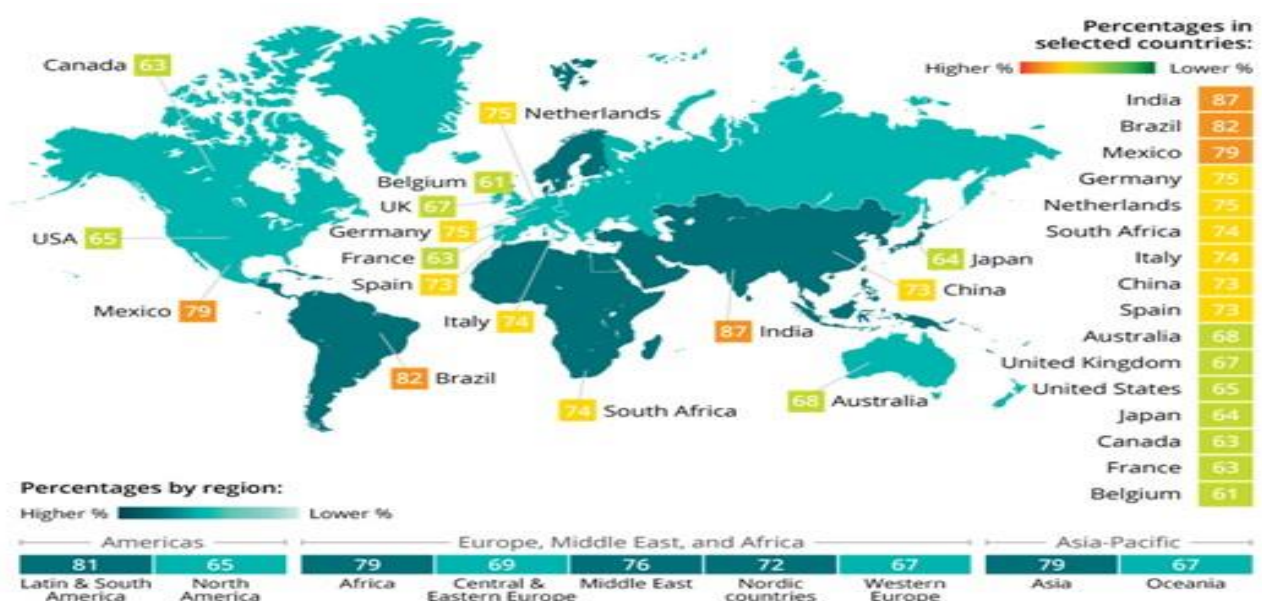 Percentages in
selected countries:
Higher % Lower %
India 87
Brazil 82
Mexico 79
Germany 75
Netherlands 75
South Africa 74
Italy 74
China 73
Spain 73
Australia 68
United Kingdom 67
United States 65
Japan 64
Canada 63
France 63
Belgium 61
Canada 63
75 Netherlands
Belgium 61
UK 67
Germany 75
USA 65
France 63
64 Japan
Spain 73
73 China
Mexico 79
Italy 74
87 India
82 Brazil
68 Australia
74 South Africa
Percentages by region:
Higher % Lower %
Americas
81 65
Latin & South America
North America
Europe, Middle East, and Africa
79 69 76 72 67
Africa
Central & Eastern Europe
Middle East
Nordic countries
Western Europe
Asia-Pacific
79 67
Asia
Oceania